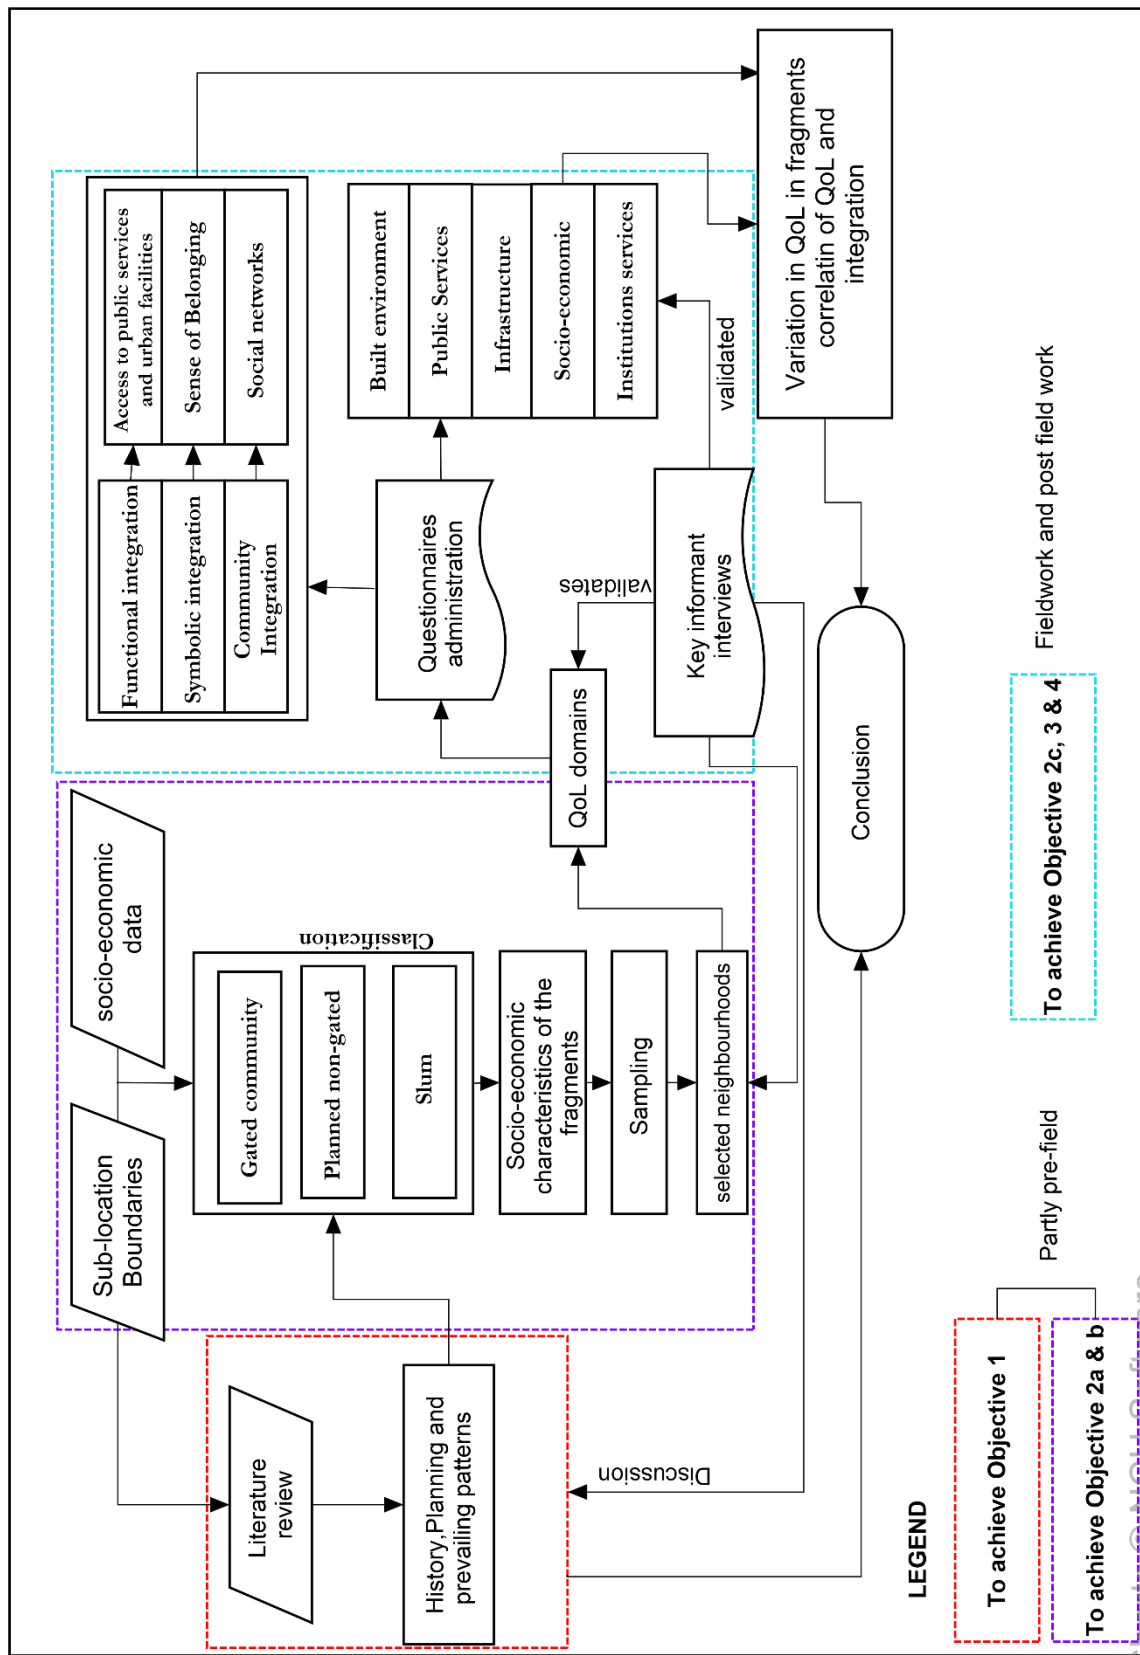 Literature
review
History,Planning and
prevailing patterns
Sub-location
Boundaries
socio-economic
data
Classification
Gated community
Planned non-gated
Slum
Socio-economic
characteristics of the
fragments
Sampling
selected neighbourhoods
QoL domains
Functional integration
Symbolic integration
Community
Integration
Access to public services
and urban facilities
Sense of Belonging
Social networks
Questionnaires
administration
Built environment
Public Services
Infrastructure
Socio-economic
Institutions services
validates
Key informant
interviews
validated
Variation in QoL in fragments
correlatin of QoL and
integration
Discussion
Conclusion
LEGEND
To achieve Objective 1
To achieve Objective 2a & b
Partly pre-field
To achieve Objective 2c, 3 & 4
Fieldwork and post field work